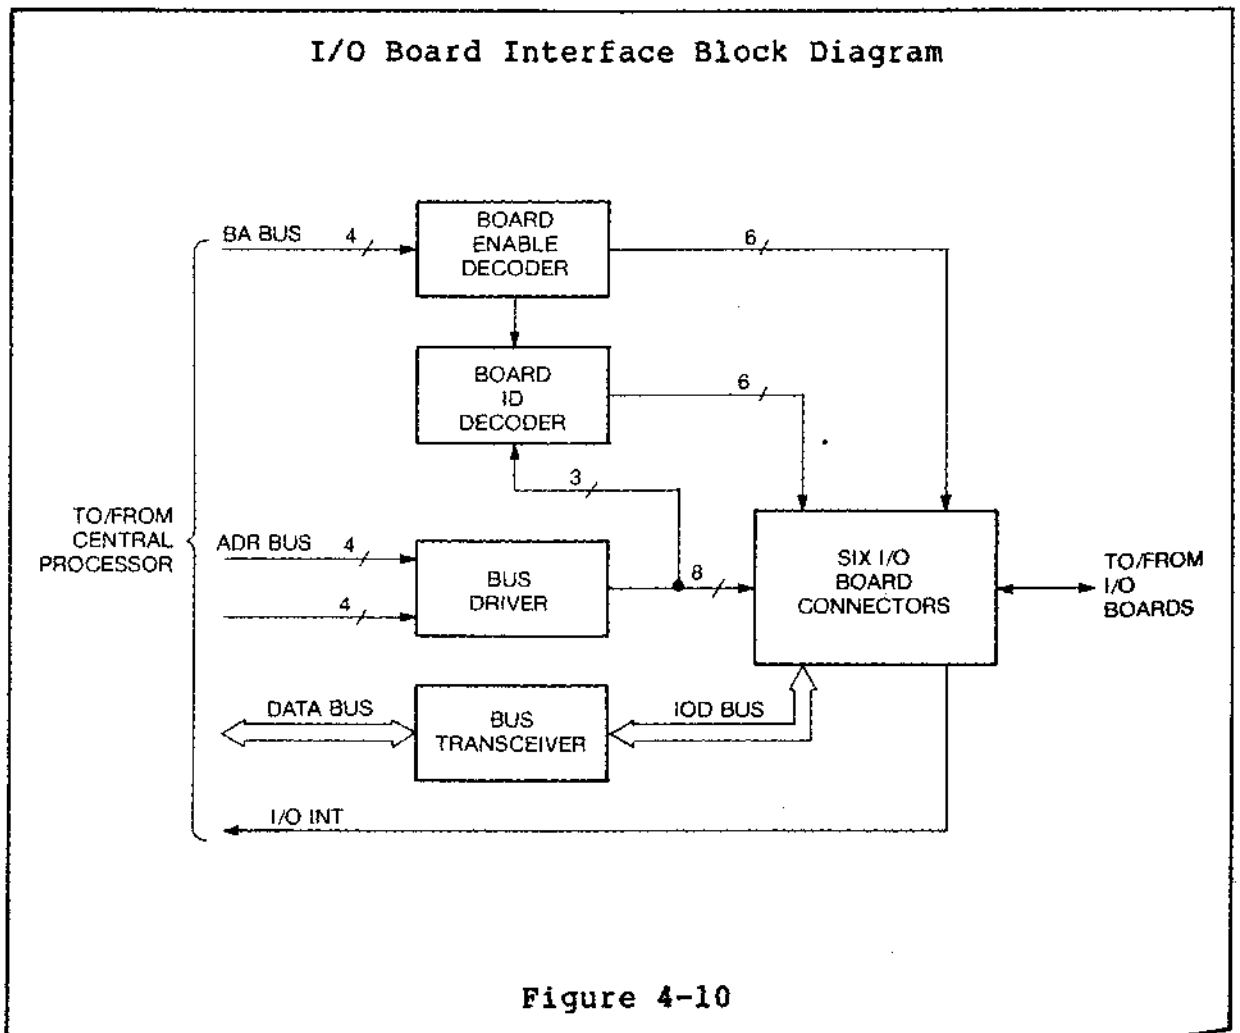 I/O Board Interface Block Diagram
BA BUS
4
BOARD
ENABLE
DECODER
6
BOARD
ID
DECODER
6
3
TO/FROM
CENTRAL
PROCESSOR
ADR BUS
4
4
BUS
DRIVER
8
SIX I/O
BOARD
CONNECTORS
TO/FROM
I/O
BOARDS
DATA BUS
BUS
TRANSCEIVER
IOD BUS
I/O INT
Figure 4-10